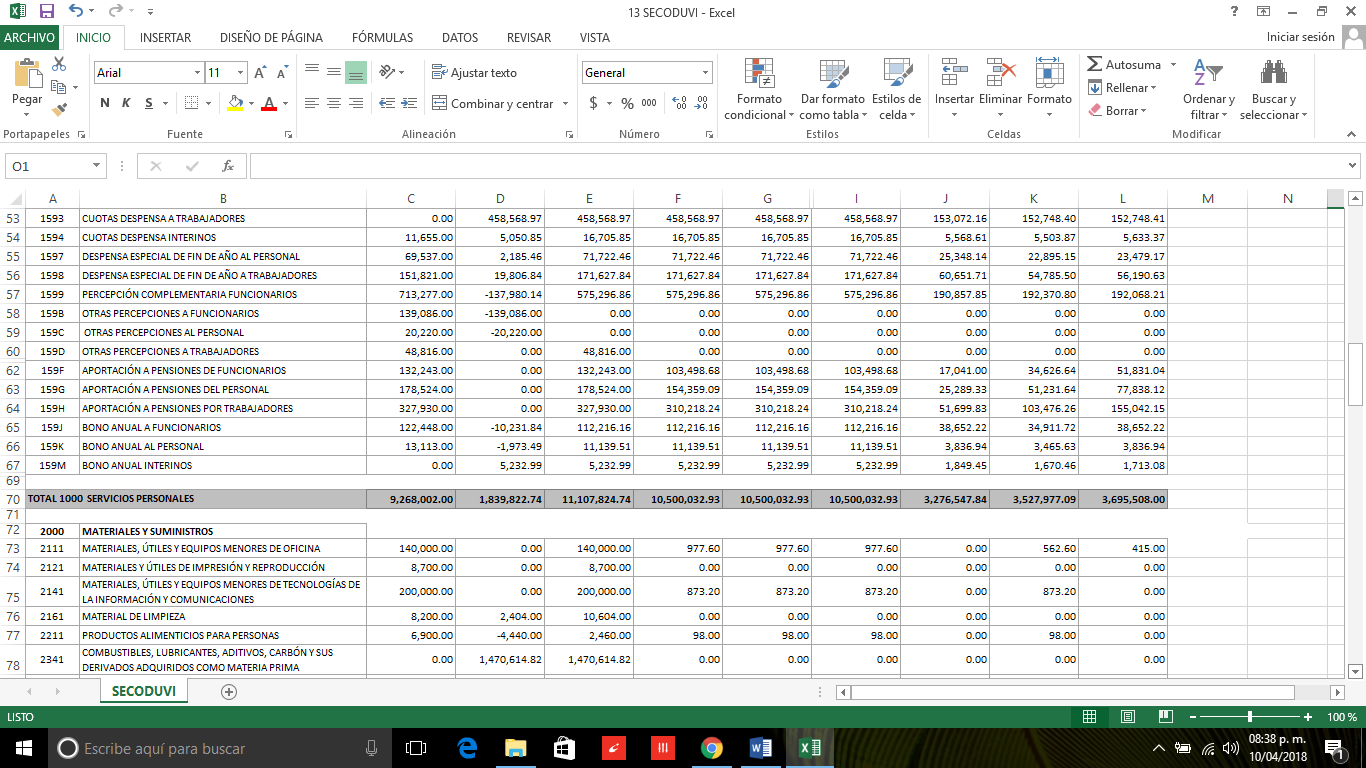 13 SECODUVI - Excel
?
ARCHIVO INICIO INSERTAR DISEÑO DE PÁGINA FÓRMULAS DATOS REVISAR VISTA Iniciar sesión
Pegar
Portapapeles
Arial 11
N K S
Fuente
Ajustar texto
Combinar y centrar
Alineación
General
$ % 000
Número
Formato condicional
Dar formato como tabla
Estilos de celda
Estilos
Insertar Eliminar Formato
Celdas
Autosuma
Rellenar
Borrar
Ordenar y filtrar
Buscar y seleccionar
Modificar
O1 fx
A B C D E F G I J K L M N
53 1593 CUOTAS DESPENSA A TRABAJADORES 0.00 458,568.97 458,568.97 458,568.97 458,568.97 458,568.97 153,072.16 152,748.40 152,748.41
54 1594 CUOTAS DESPENSA INTERINOS 11,655.00 5,050.85 16,705.85 16,705.85 16,705.85 16,705.85 5,568.61 5,503.87 5,633.37
55 1597 DESPENSA ESPECIAL DE FIN DE AÑO AL PERSONAL 69,537.00 2,185.46 71,722.46 71,722.46 71,722.46 71,722.46 25,348.14 22,895.15 23,479.17
56 1598 DESPENSA ESPECIAL DE FIN DE AÑO A TRABAJADORES 151,821.00 19,806.84 171,627.84 171,627.84 171,627.84 171,627.84 60,651.71 54,785.50 56,190.63
57 1599 PERCEPCIÓN COMPLEMENTARIA FUNCIONARIOS 713,277.00 -137,980.14 575,296.86 575,296.86 575,296.86 575,296.86 190,857.85 192,370.80 192,068.21
58 159B OTRAS PERCEPCIONES A FUNCIONARIOS 139,086.00 -139,086.00 0.00 0.00 0.00 0.00 0.00 0.00 0.00
59 159C OTRAS PERCEPCIONES AL PERSONAL 20,220.00 -20,220.00 0.00 0.00 0.00 0.00 0.00 0.00 0.00
60 159D OTRAS PERCEPCIONES A TRABAJADORES 48,816.00 0.00 48,816.00 0.00 0.00 0.00 0.00 0.00 0.00
62 159F APORTACIÓN A PENSIONES DE FUNCIONARIOS 132,243.00 0.00 132,243.00 103,498.68 103,498.68 103,498.68 17,041.00 34,626.64 51,831.04
63 159G APORTACIÓN A PENSIONES DEL PERSONAL 178,524.00 0.00 178,524.00 154,359.09 154,359.09 154,359.09 25,289.33 51,231.64 77,838.12
64 159H APORTACIÓN A PENSIONES POR TRABAJADORES 327,930.00 0.00 327,930.00 310,218.24 310,218.24 310,218.24 51,699.83 103,476.26 155,042.15
65 159J BONO ANUAL A FUNCIONARIOS 122,448.00 -10,231.84 112,216.16 112,216.16 112,216.16 112,216.16 38,652.22 34,911.72 38,652.22
66 159K BONO ANUAL AL PERSONAL 13,113.00 -1,973.49 11,139.51 11,139.51 11,139.51 11,139.51 3,836.94 3,465.63 3,836.94
67 159M BONO ANUAL INTERINOS 0.00 5,232.99 5,232.99 5,232.99 5,232.99 5,232.99 1,849.45 1,670.46 1,713.08
69
70 TOTAL 1000 SERVICIOS PERSONALES 9,268,002.00 1,839,822.74 11,107,824.74 10,500,032.93 10,500,032.93 10,500,032.93 3,276,547.84 3,527,977.09 3,695,508.00
71
72 2000 MATERIALES Y SUMINISTROS
73 2111 MATERIALES, ÚTILES Y EQUIPOS MENORES DE OFICINA 140,000.00 0.00 140,000.00 977.60 977.60 977.60 0.00 562.60 415.00
74 2121 MATERIALES Y ÚTILES DE IMPRESIÓN Y REPRODUCCIÓN 8,700.00 0.00 8,700.00 0.00 0.00 0.00 0.00 0.00 0.00
75 2141 MATERIALES, ÚTILES Y EQUIPOS MENORES DE TECNOLOGÍAS DE
LA INFORMACIÓN Y COMUNICACIONES 200,000.00 0.00 200,000.00 873.20 873.20 873.20 0.00 873.20 0.00
76 2161 MATERIAL DE LIMPIEZA 8,200.00 2,404.00 10,604.00 0.00 0.00 0.00 0.00 0.00 0.00
77 2211 PRODUCTOS ALIMENTICIOS PARA PERSONAS 6,900.00 -4,440.00 2,460.00 98.00 98.00 98.00 0.00 98.00 0.00
78 2341 COMBUSTIBLES, LUBRICANTES, ADITIVOS, CARBÓN Y SUS
DERIVADOS ADQUIRIDOS COMO MATERIA PRIMA 0.00 1,470,614.82 1,470,614.82 0.00 0.00 0.00 0.00 0.00 0.00
SECODUVI
LISTO 100 %
Escribe aquí para buscar
08:38 p. m.
10/04/2018
1